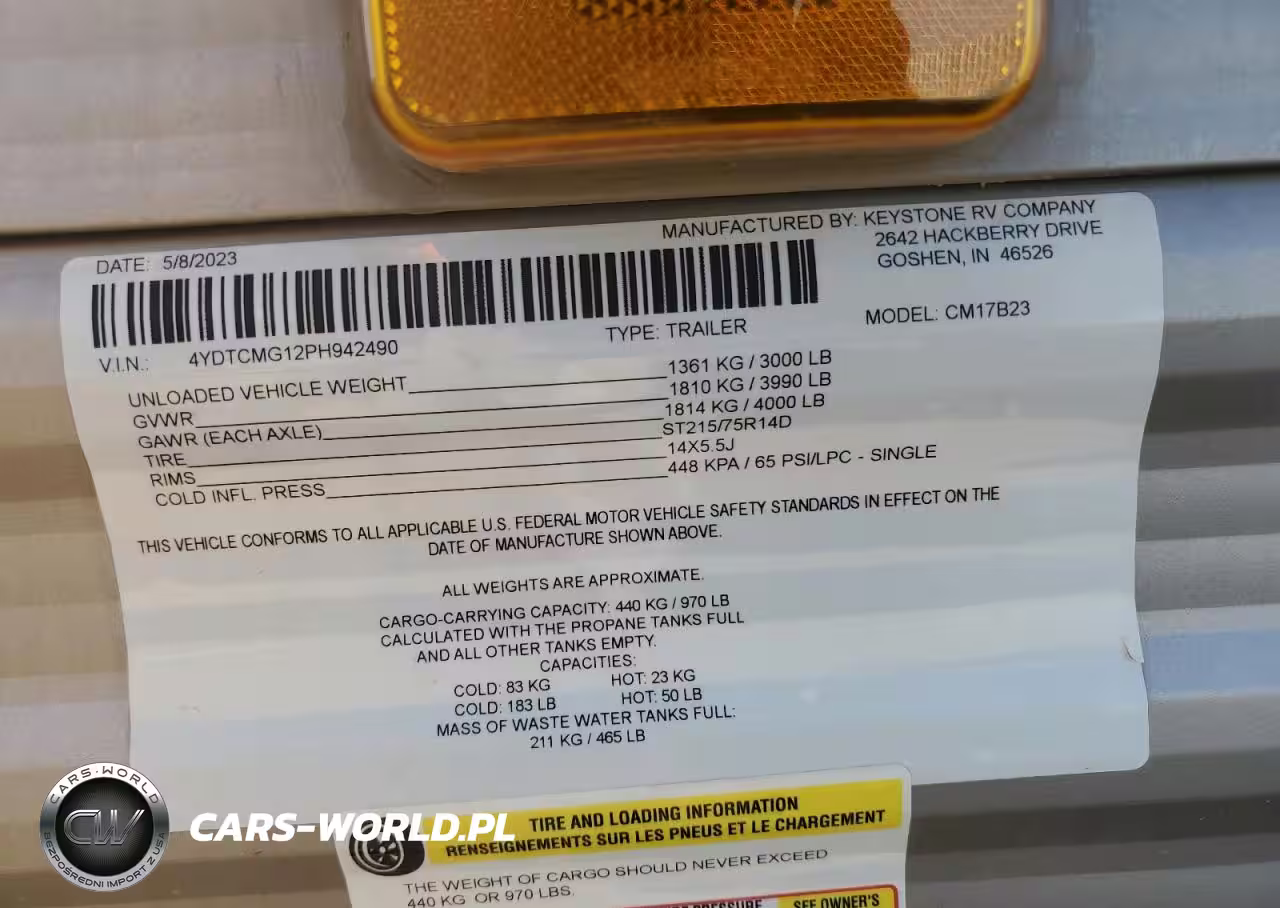 MANUFACTURED BY: KEYSTONE RV COMPANY
2642 HACKBERRY DRIVE
GOSHEN, IN 46526
DATE: 5/8/2023
V.I.N.: 4YDTCMG12PH942490
TYPE: TRAILER
MODEL: CM17B23
UNLOADED VEHICLE WEIGHT 1361 KG / 3000 LB
GVWR 1810 KG / 3990 LB
GAWR (EACH AXLE) 1814 KG / 4000 LB
TIRE ST215/75R14D
RIMS 14X5.5J
COLD INFL. PRESS 448 KPA / 65 PSI/LPC - SINGLE
THIS VEHICLE CONFORMS TO ALL APPLICABLE U.S. FEDERAL MOTOR VEHICLE SAFETY STANDARDS IN EFFECT ON THE
DATE OF MANUFACTURE SHOWN ABOVE.
ALL WEIGHTS ARE APPROXIMATE.
CARGO-CARRYING CAPACITY: 440 KG / 970 LB
CALCULATED WITH THE PROPANE TANKS FULL
AND ALL OTHER TANKS EMPTY.
CAPACITIES:
COLD: 83 KG HOT: 23 KG
COLD: 183 LB HOT: 50 LB
MASS OF WASTE WATER TANKS FULL:
211 KG / 465 LB
TIRE AND LOADING INFORMATION
RENSEIGNEMENTS SUR LES PNEUS ET LE CHARGEMENT
THE WEIGHT OF CARGO SHOULD NEVER EXCEED
440 KG OR 970 LBS.
PRESSURE
SEE OWNER'S
CARS-WORLD
CW
BEZPOŚREDNI IMPORT Z USA
CARS-WORLD.PL